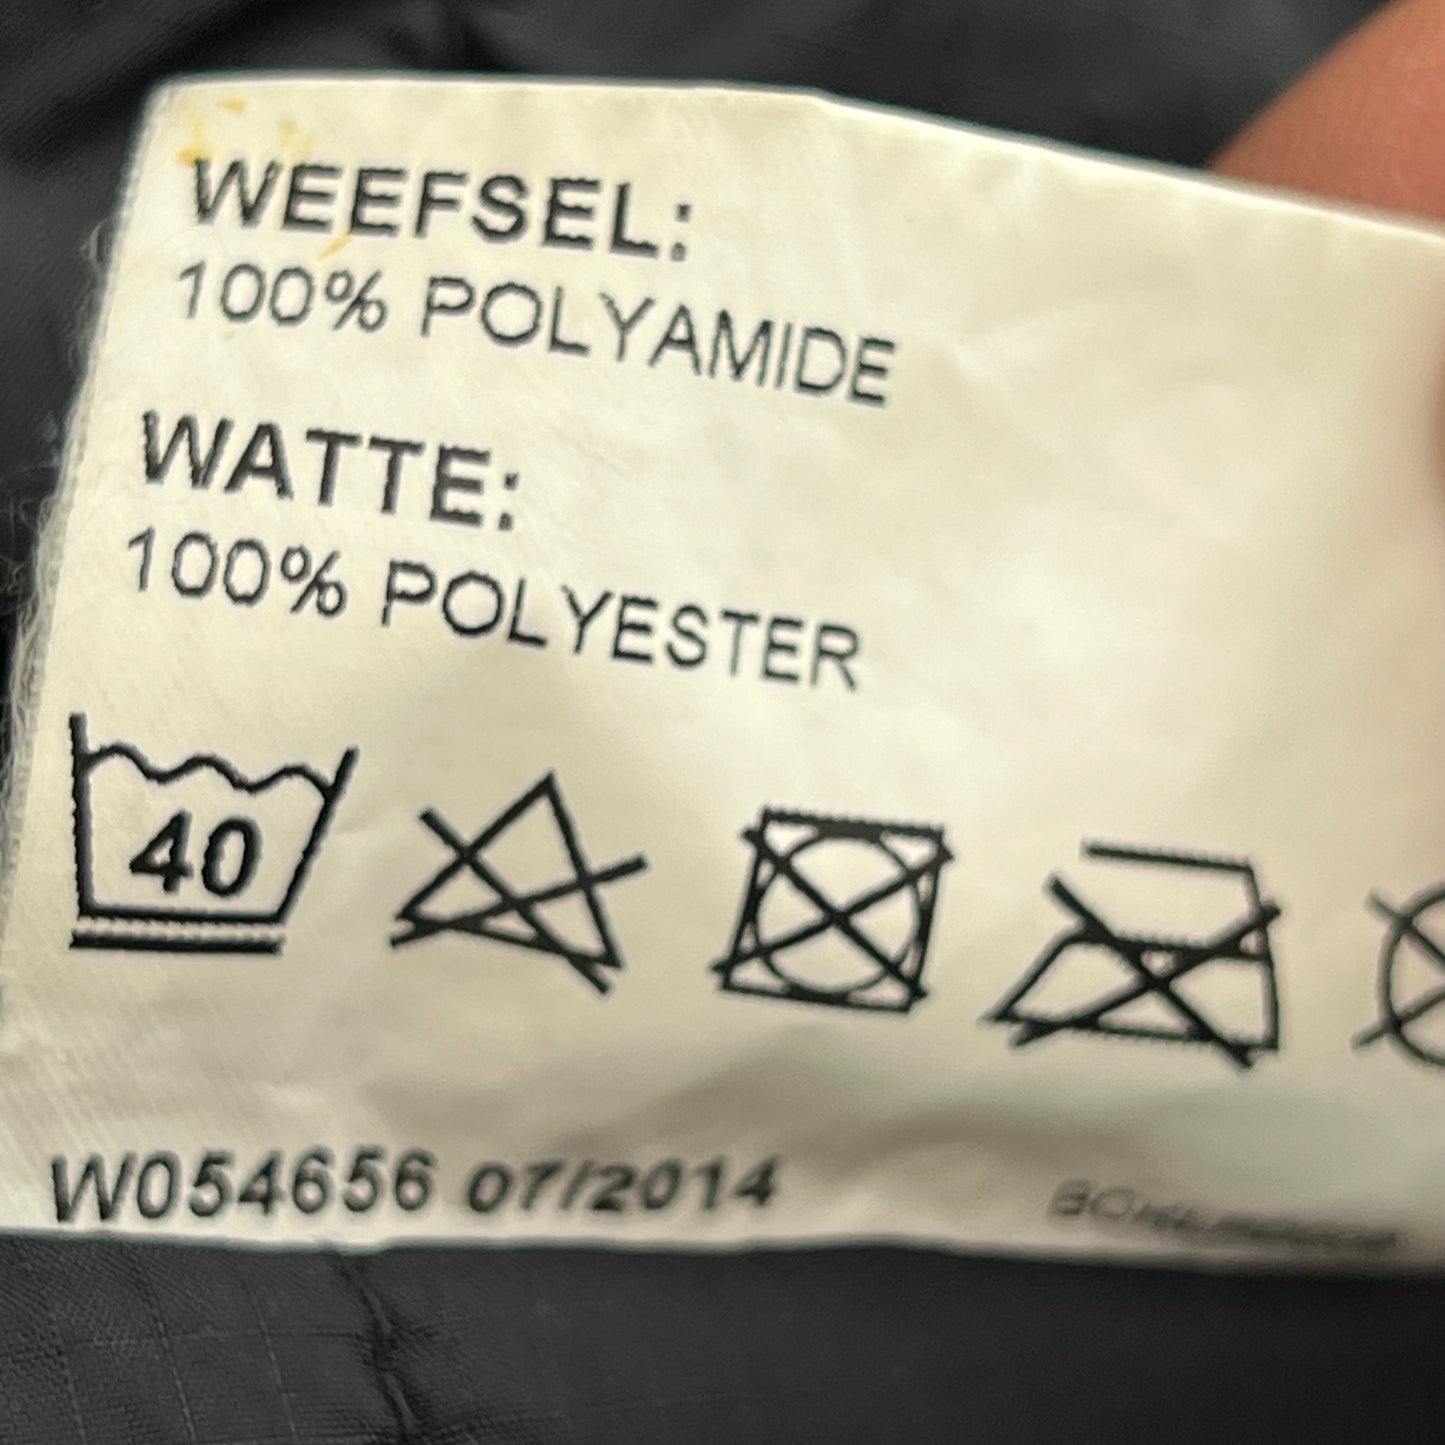 WEEFSEL:
100% POLYAMIDE
WATTE:
100% POLYESTER
40
W054656 07/2014